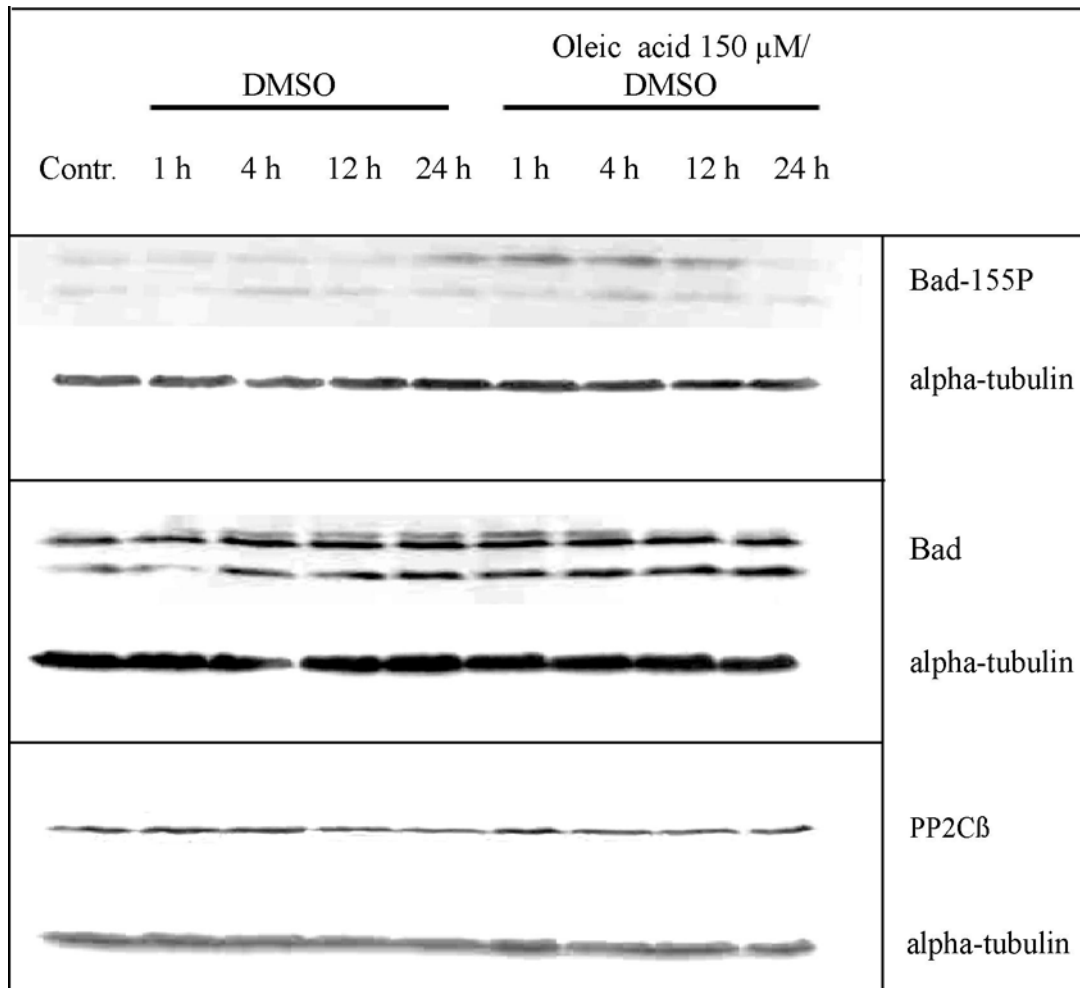 Oleic acid 150 µM/
DMSO DMSO
Contr. 1 h 4 h 12 h 24 h 1 h 4 h 12 h 24 h
Bad-155P
alpha-tubulin
Bad
alpha-tubulin
PP2Cß
alpha-tubulin